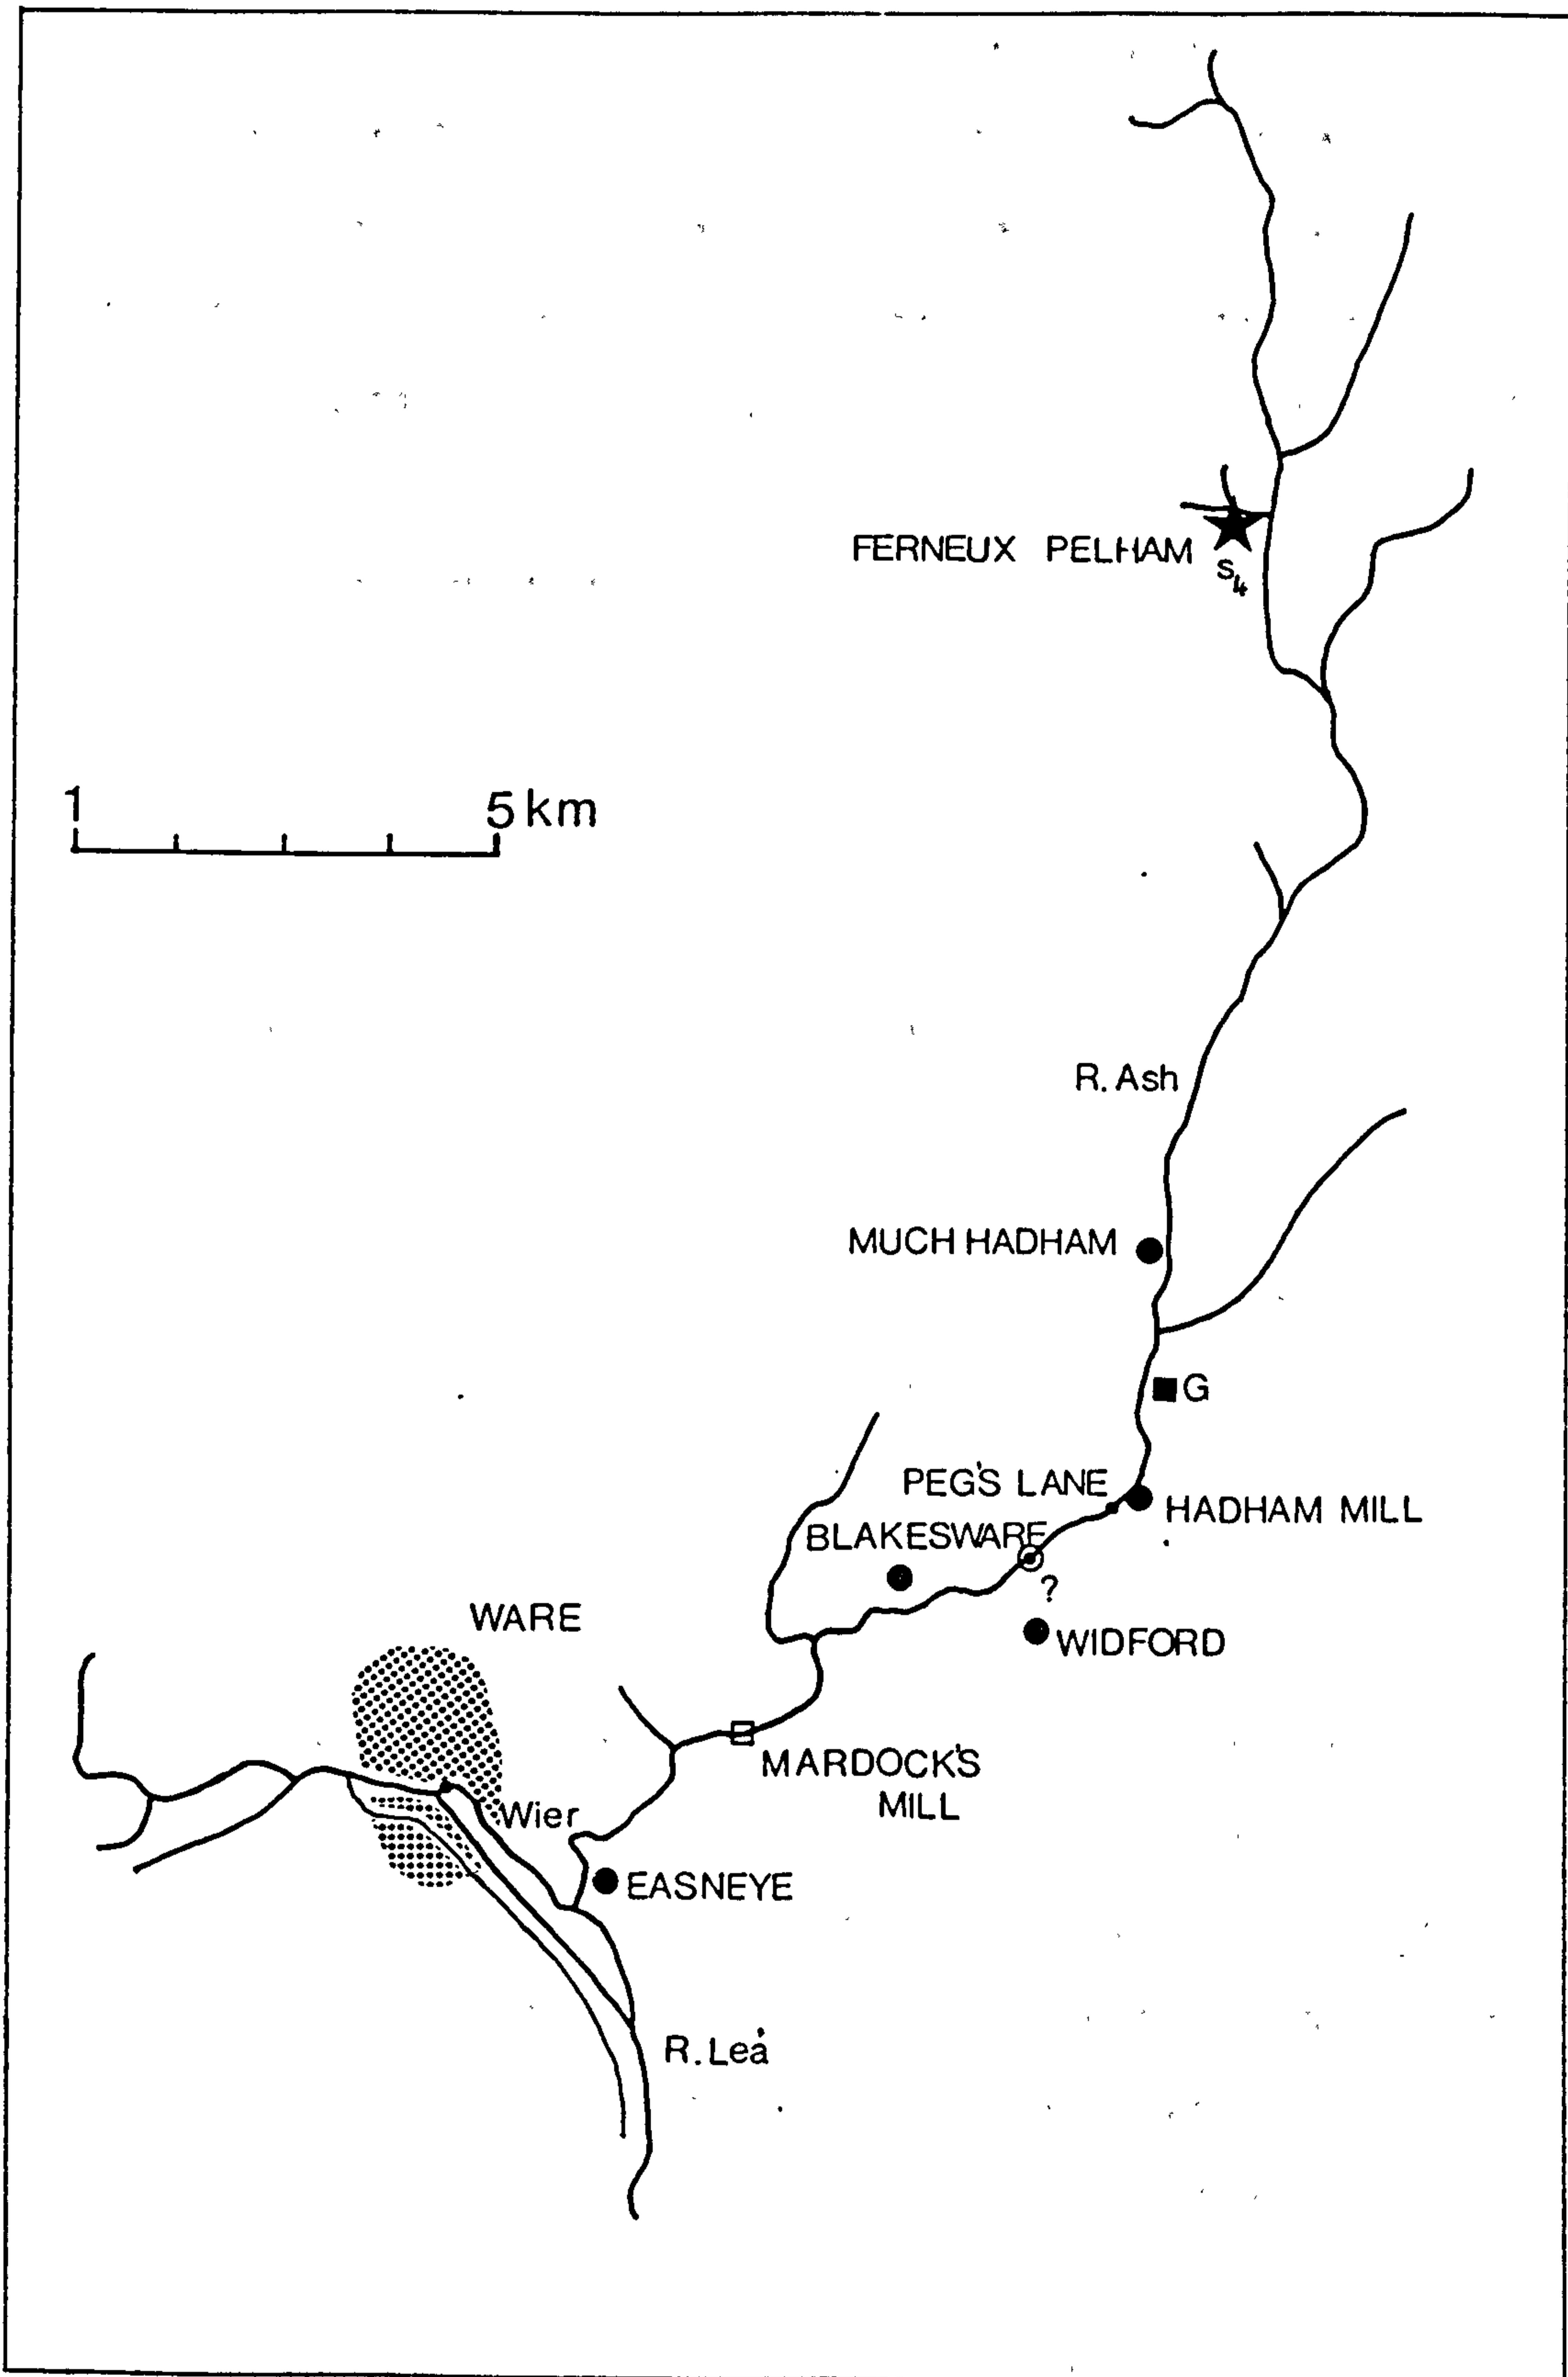 FERNEUX PELHAM
S4
1 5km
R. Ash
MUCH HADHAM
G
PEG'S LANE
HADHAM MILL
BLAKESWARE
?
WARE
WIDFORD
MARDOCK'S
MILL
Wier
EASNEYE
R. Lea